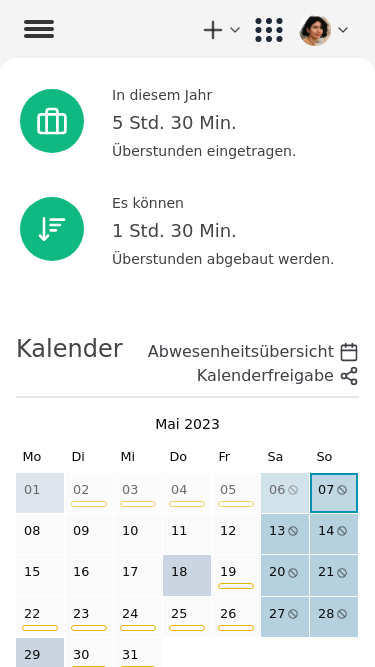 In diesem Jahr
5 Std. 30 Min.
Überstunden eingetragen.
Es können
1 Std. 30 Min.
Überstunden abgebaut werden.
Kalender
Abwesenheitsübersicht
Kalenderfreigabe
Mai 2023
Mo Di Mi Do Fr Sa So
01 02 03 04 05 06 07
08 09 10 11 12 13 14
15 16 17 18 19 20 21
22 23 24 25 26 27 28
29 30 31